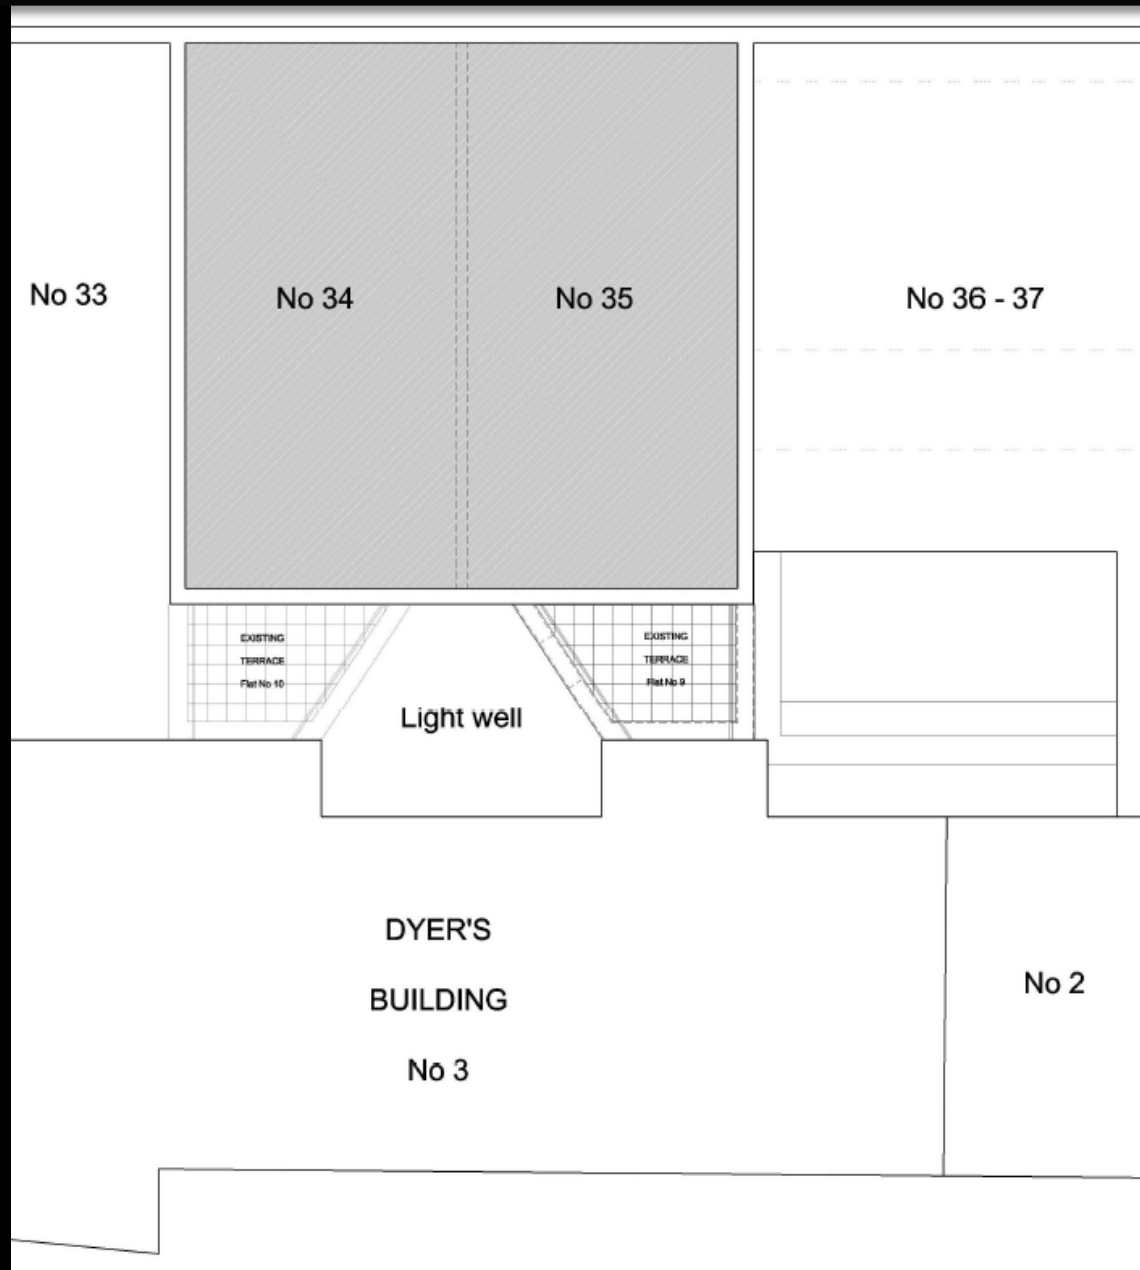 No 33
No 34
No 35
No 36 - 37
EXISTING
TERRACE
Flat No 10
EXISTING
TERRACE
Flat No 9
Light well
DYER'S
BUILDING
No 3
No 2